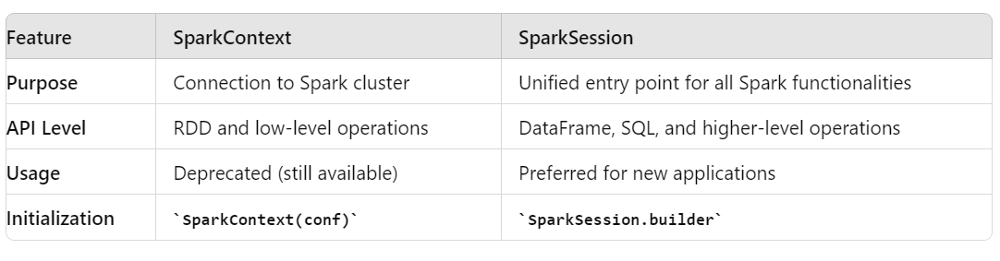 Feature SparkContext SparkSession
Purpose Connection to Spark cluster Unified entry point for all Spark functionalities
API Level RDD and low-level operations DataFrame, SQL, and higher-level operations
Usage Deprecated (still available) Preferred for new applications
Initialization `SparkContext(conf)` `SparkSession.builder`